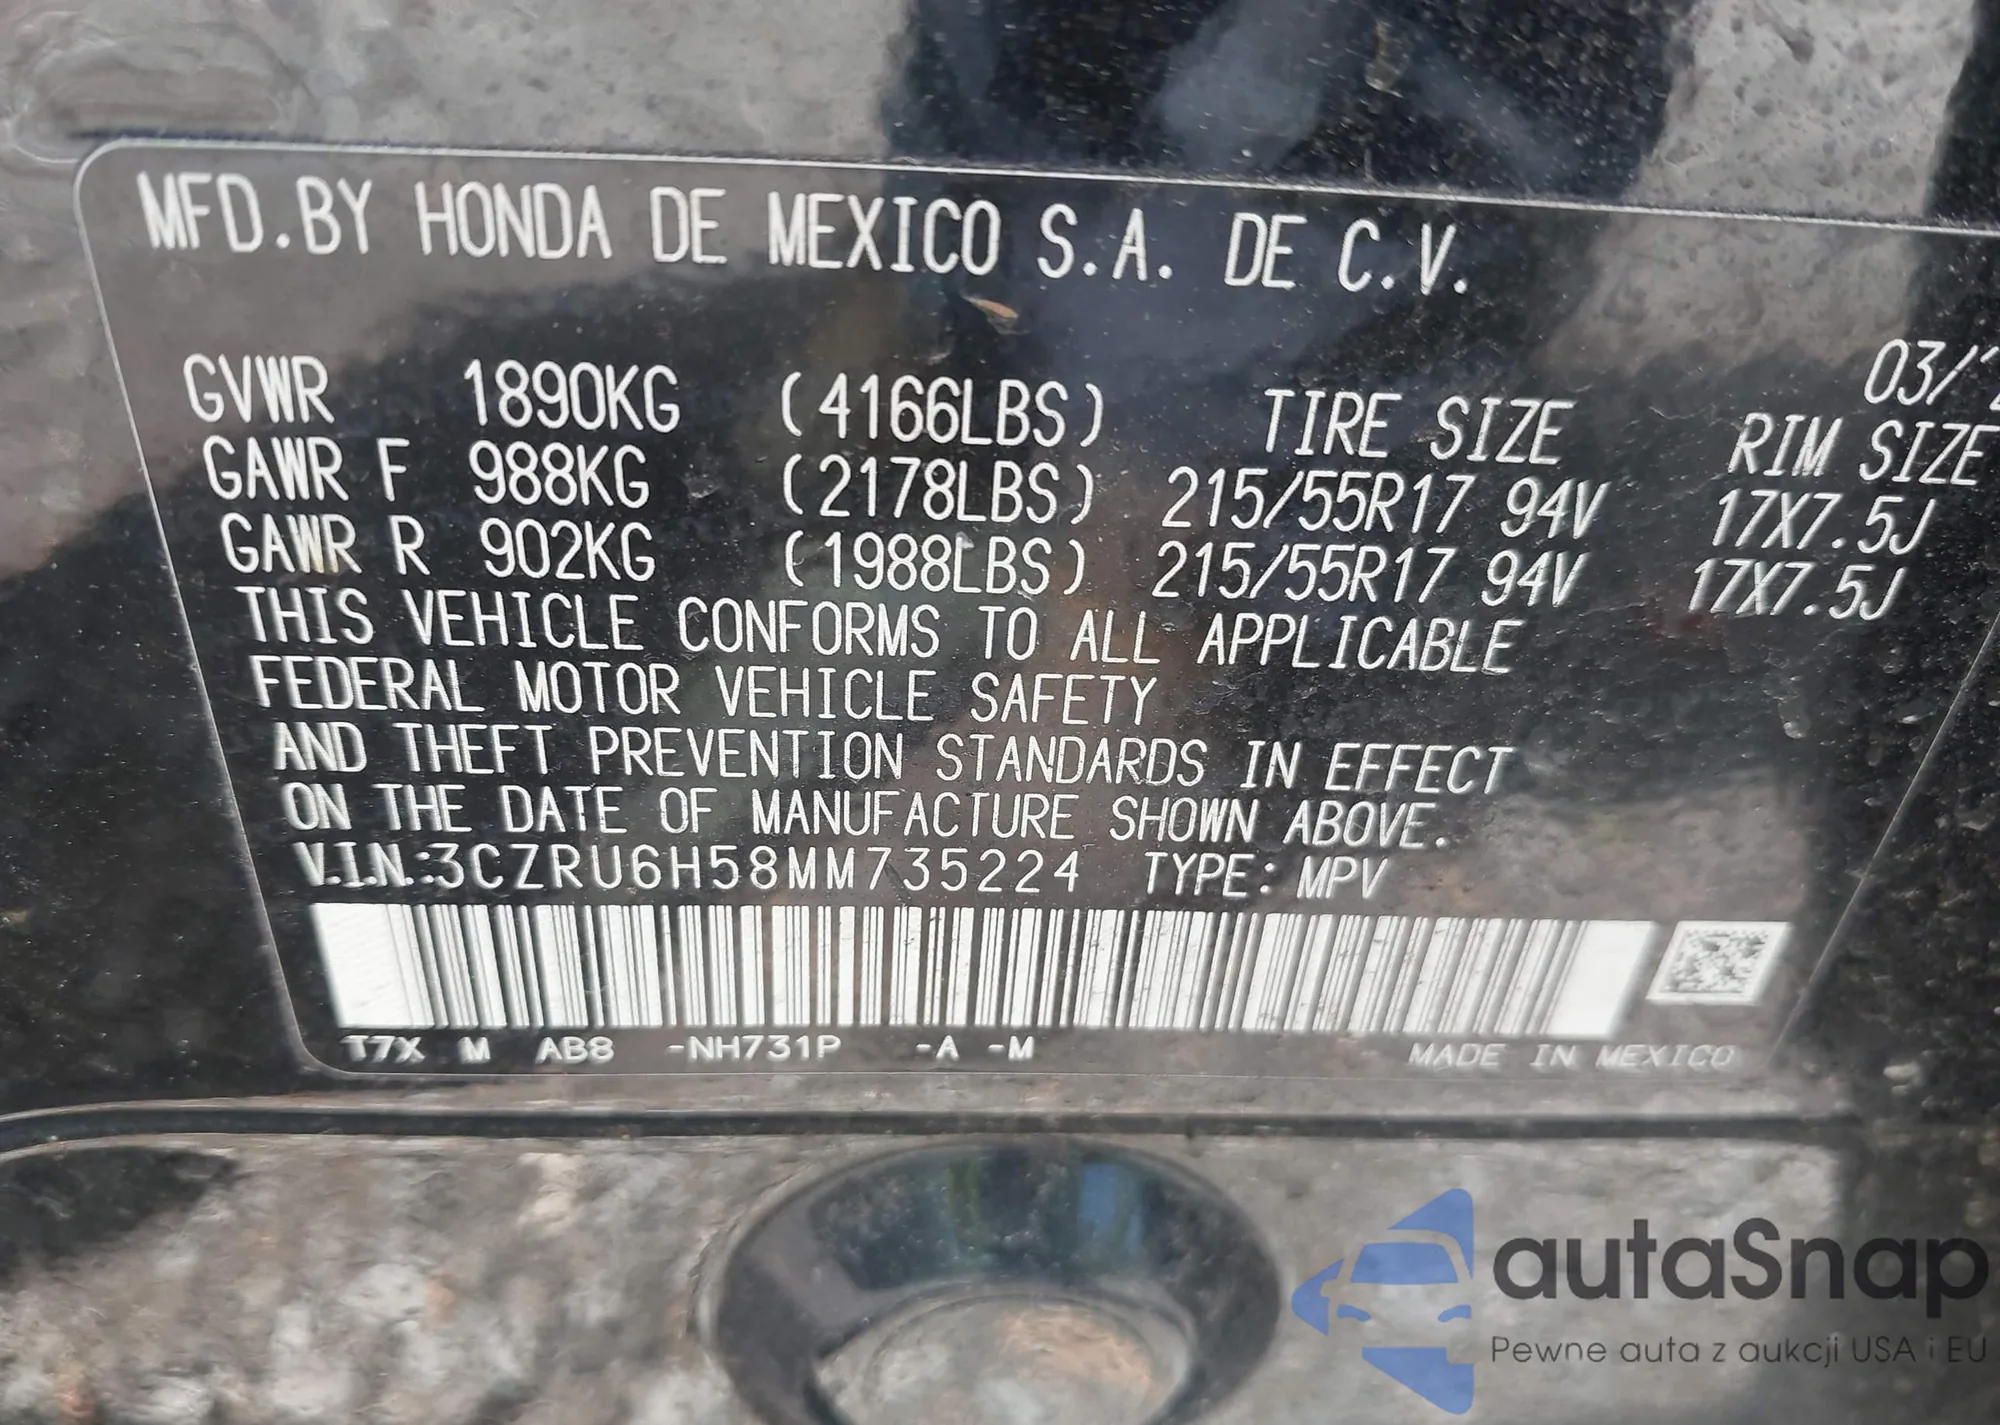 MFD.BY HONDA DE MEXICO S.A. DE C.V.
03/'2
GVWR 1890KG (4166LBS) TIRE SIZE RIM SIZE
GAWR F 988KG (2178LBS) 215/55R17 94V 17X7.5J
GAWR R 902KG (1988LBS) 215/55R17 94V 17X7.5J
THIS VEHICLE CONFORMS TO ALL APPLICABLE
FEDERAL MOTOR VEHICLE SAFETY
AND THEFT PREVENTION STANDARDS IN EFFECT
ON THE DATE OF MANUFACTURE SHOWN ABOVE.
V.I.N.:3CZRU6H58MM735224 TYPE: MPV
T7X M AB8 -NH731P -A -M MADE IN MEXICO
autaSnap
Pewne auta z aukcji USA i EU